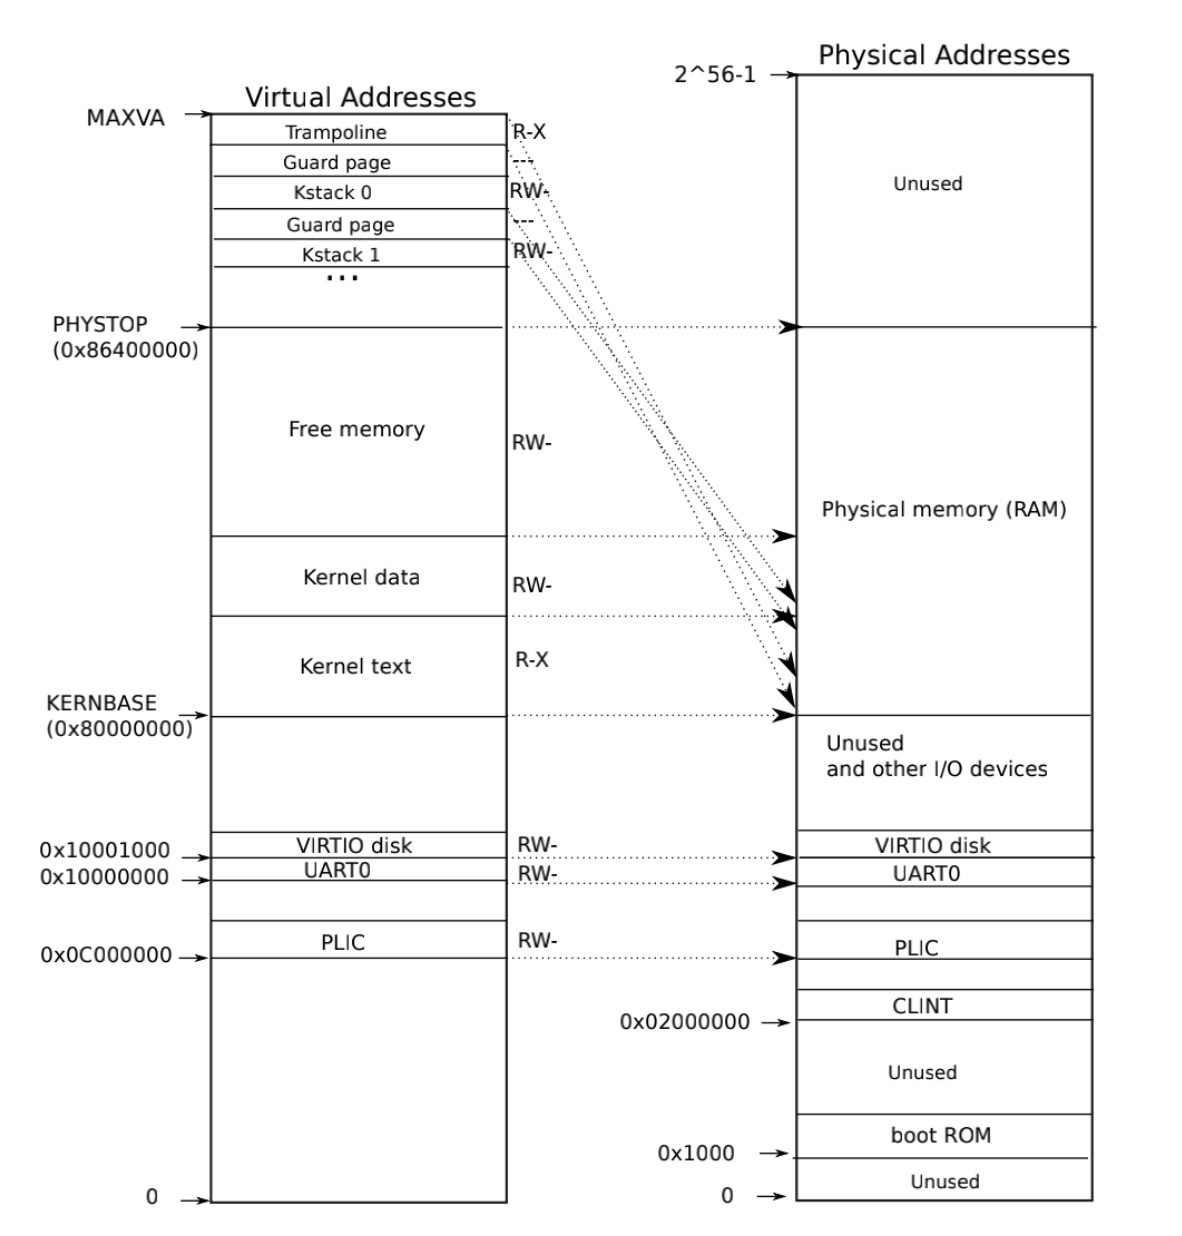 Physical Addresses
2^56-1
Virtual Addresses
MAXVA
Trampoline
R-X
Guard page
---
Unused
Kstack 0
RW-
Guard page
---
Kstack 1
RW-
...
PHYSTOP
(0x86400000)
Free memory
RW-
Physical memory (RAM)
Kernel data
RW-
Kernel text
R-X
KERNBASE
(0x80000000)
Unused
and other I/O devices
0x10001000
VIRTIO disk
RW-
VIRTIO disk
0x10000000
UART0
RW-
UART0
0x0C000000
PLIC
RW-
PLIC
CLINT
0x02000000
Unused
boot ROM
0x1000
Unused
0
0